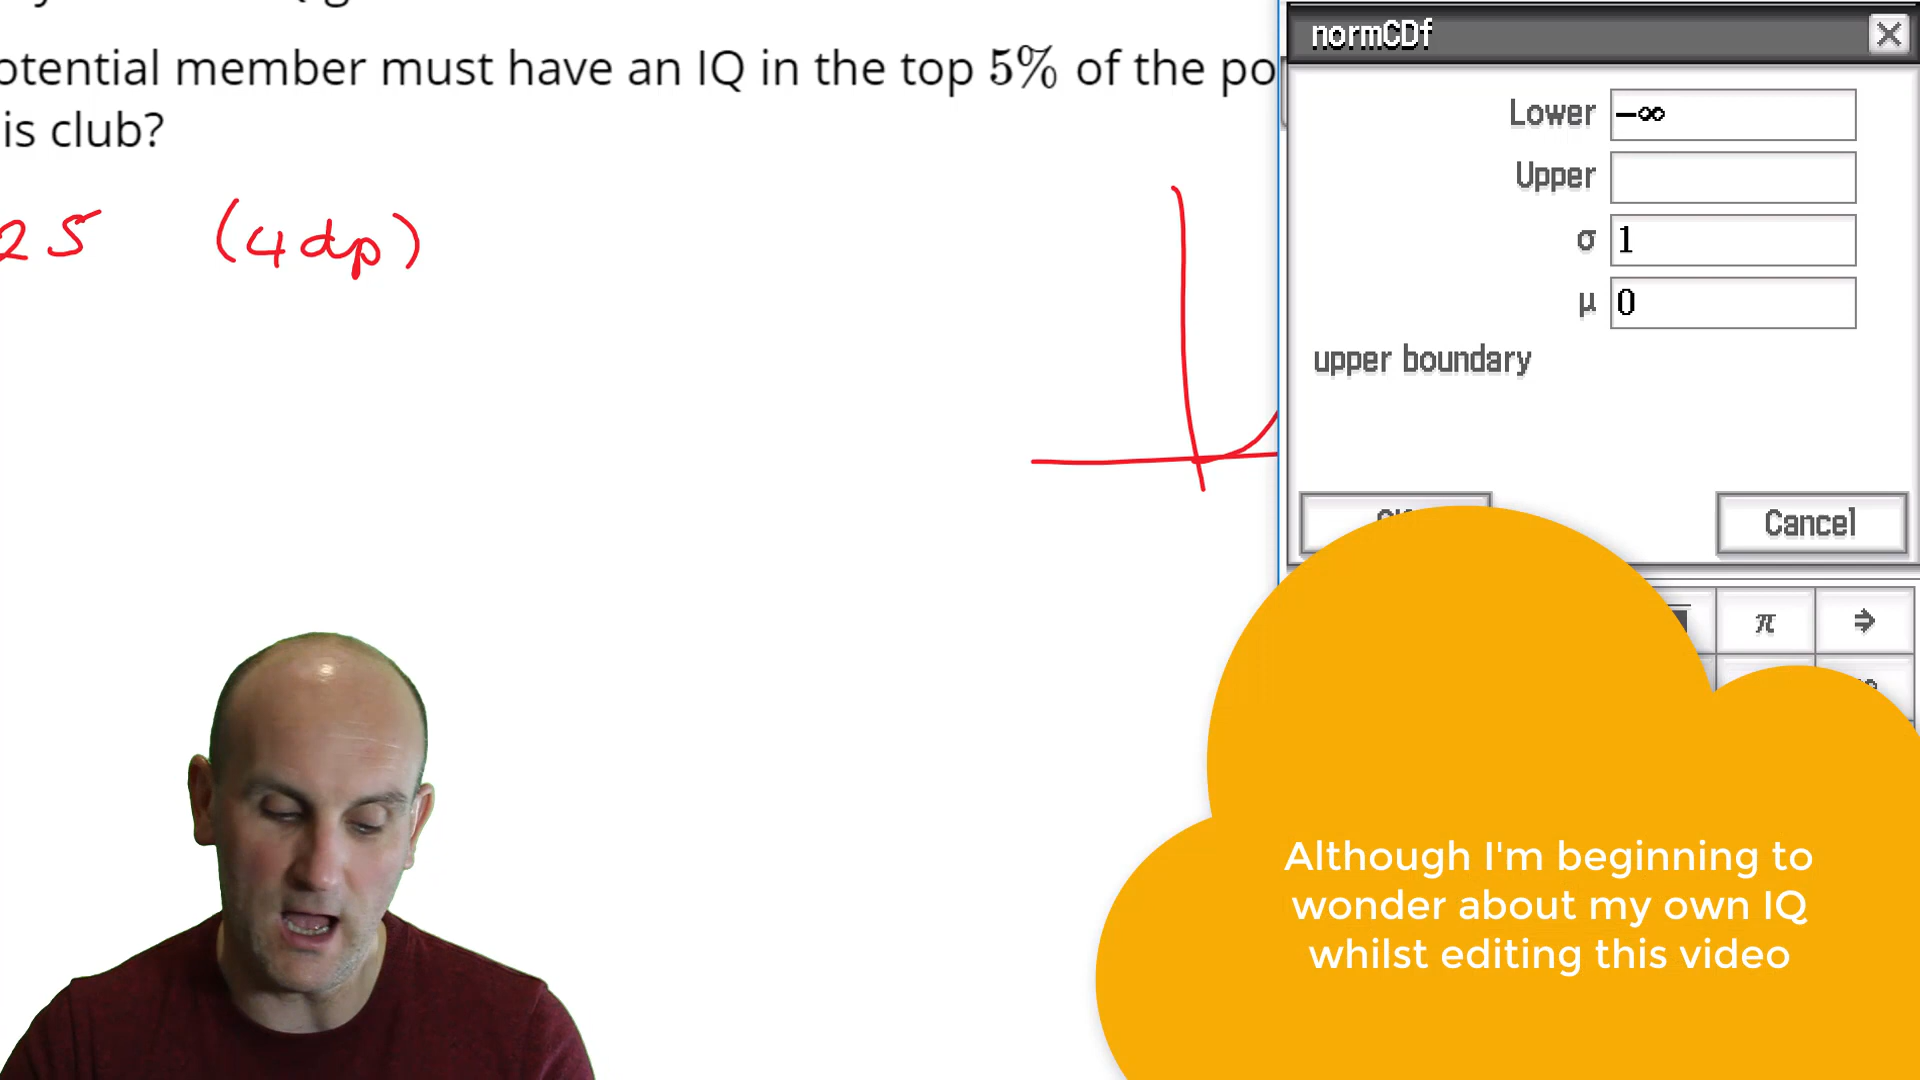 otential member must have an IQ in the top 5% of the po
is club?
25 (4dp)
normCDf
Lower -∞
Upper
σ 1
μ 0
upper boundary
Cancel
π
Although I'm beginning to
wonder about my own IQ
whilst editing this video